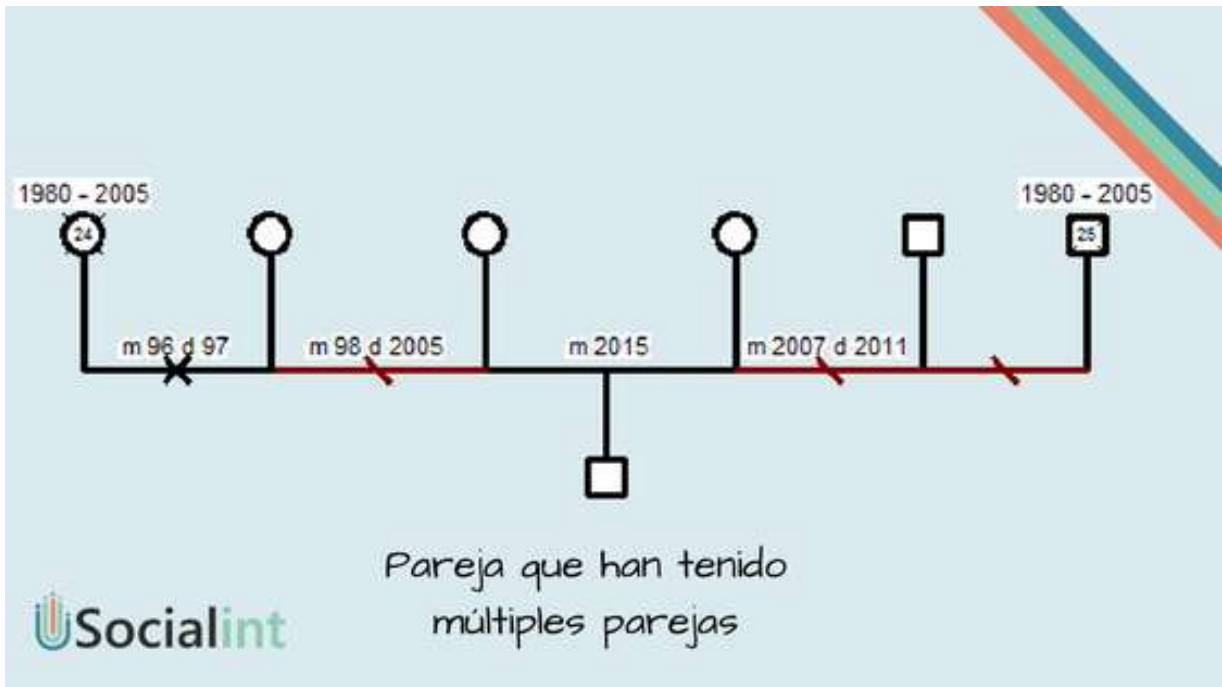 1980 - 2005
1980 - 2005
24
25
m 96 d 97
m 98 d 2005
m 2015
m 2007 d 2011
Pareja que han tenido
múltiples parejas
Socialint